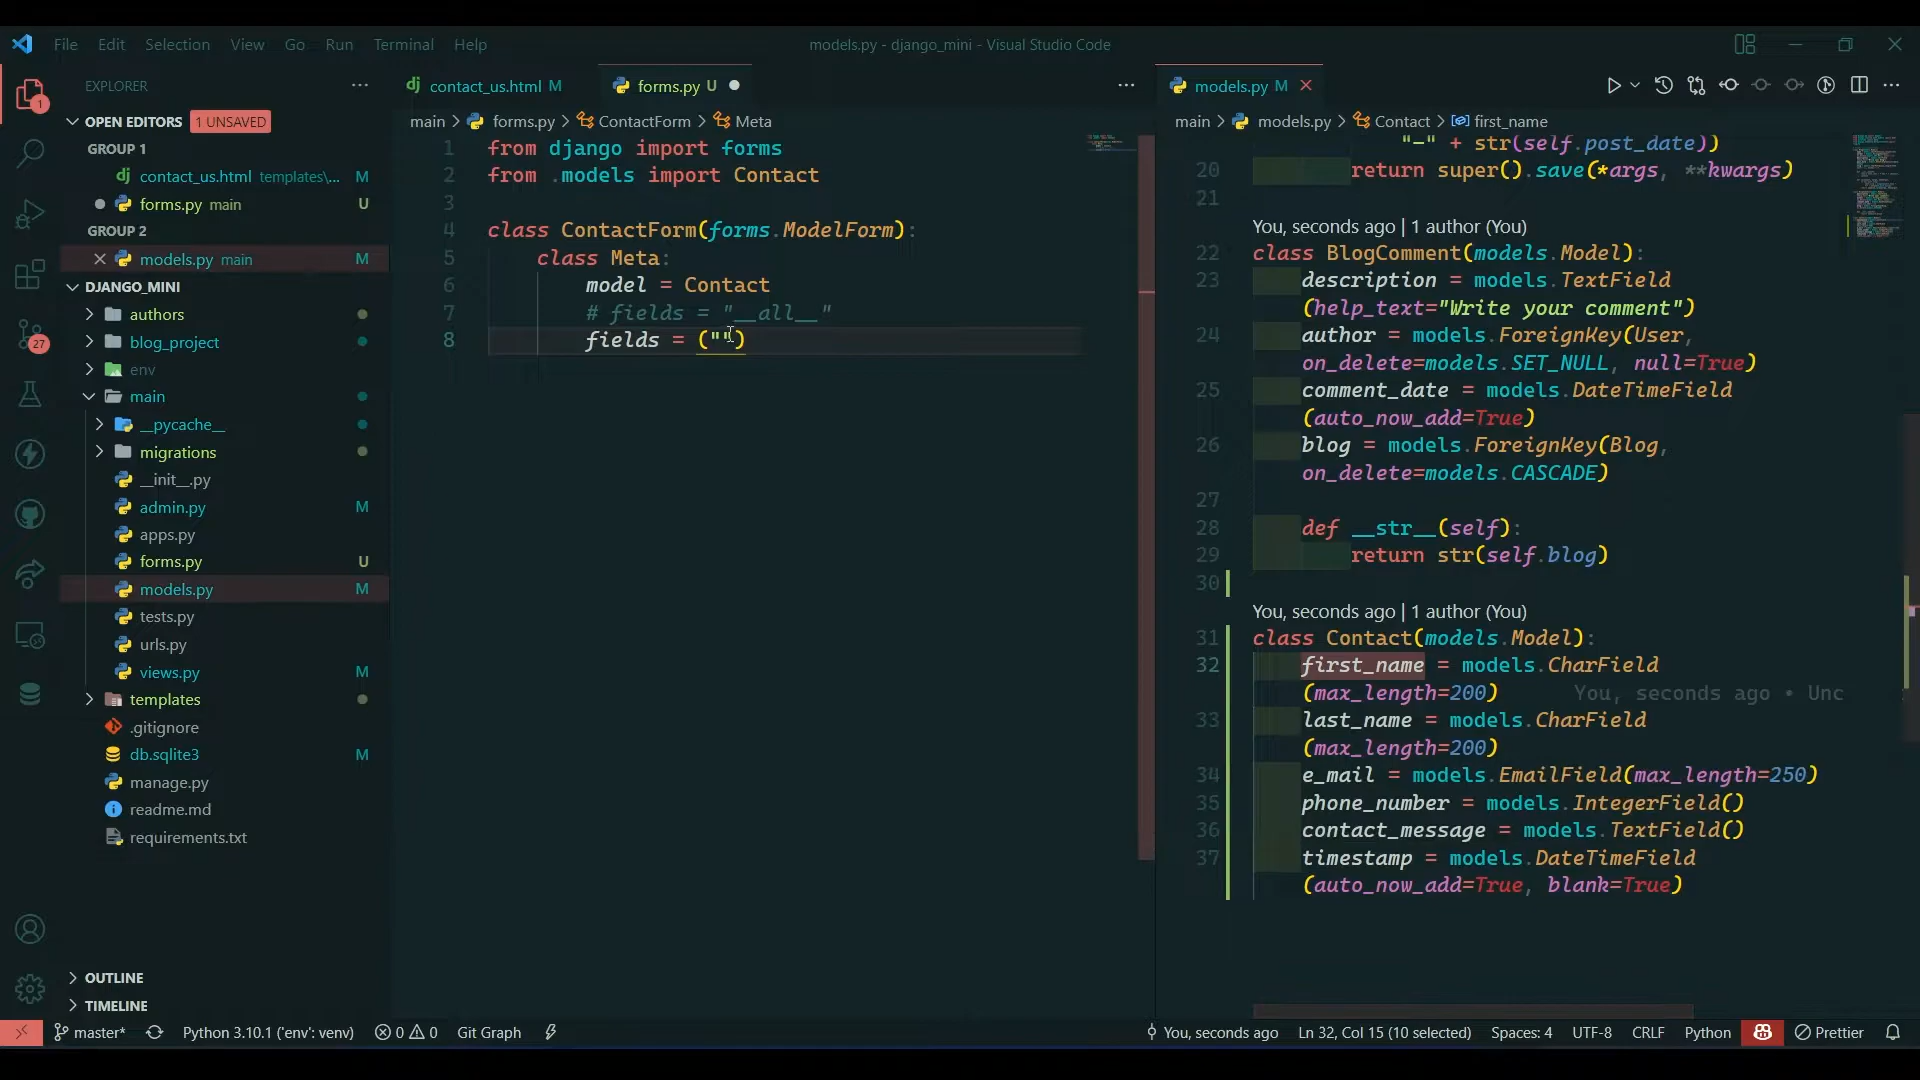 File Edit Selection View Go Run Terminal Help
models.py - django_mini - Visual Studio Code
EXPLORER
OPEN EDITORS 1 UNSAVED
GROUP 1
contact_us.html templates\... M
forms.py main U
GROUP 2
models.py main M
DJANGO_MINI
authors
blog_project
env
main
__pycache__
migrations
__init__.py
admin.py M
apps.py
forms.py U
models.py M
tests.py
urls.py
views.py M
templates
.gitignore
db.sqlite3 M
manage.py
readme.md
requirements.txt
OUTLINE
TIMELINE
1
27
contact_us.html M
forms.py U
main > forms.py > ContactForm > Meta
1 from django import forms
2 from .models import Contact
3
4 class ContactForm(forms.ModelForm):
5 class Meta:
6 model = Contact
7 # fields = "__all__"
8 fields = ("")
models.py M
main > models.py > Contact > first_name
"-" + str(self.post_date))
20 return super().save(*args, **kwargs)
21
You, seconds ago | 1 author (You)
22 class BlogComment(models.Model):
23 description = models.TextField
(help_text="Write your comment")
24 author = models.ForeignKey(User,
on_delete=models.SET_NULL, null=True)
25 comment_date = models.DateTimeField
(auto_now_add=True)
26 blog = models.ForeignKey(Blog,
on_delete=models.CASCADE)
27
28 def __str__(self):
29 return str(self.blog)
30
You, seconds ago | 1 author (You)
31 class Contact(models.Model):
32 first_name = models.CharField
(max_length=200) You, seconds ago • Unc
33 last_name = models.CharField
(max_length=200)
34 e_mail = models.EmailField(max_length=250)
35 phone_number = models.IntegerField()
36 contact_message = models.TextField()
37 timestamp = models.DateTimeField
(auto_now_add=True, blank=True)
master* Python 3.10.1 ('env': venv) 0 0 Git Graph You, seconds ago Ln 32, Col 15 (10 selected) Spaces: 4 UTF-8 CRLF Python Prettier